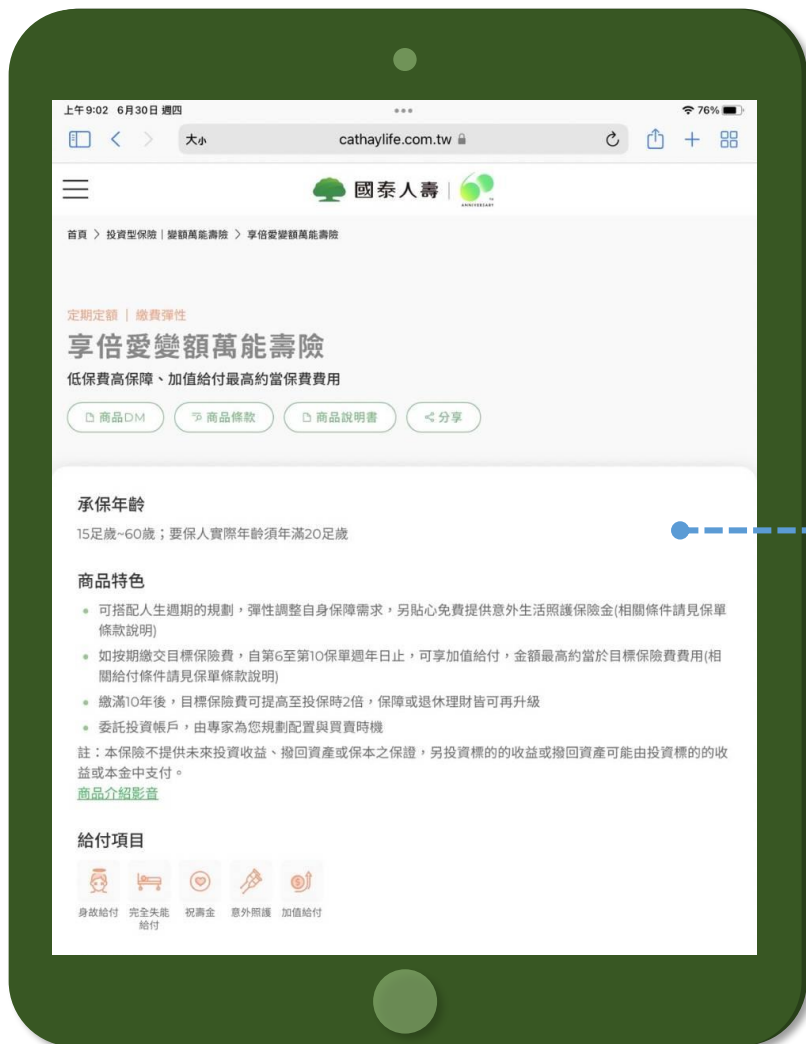 上午9:02 6月30日 週四
76%
大小
cathaylife.com.tw
國泰人壽
ANNIVERSARY
首頁 〉 投資型保險｜變額萬能壽險 〉 享倍愛變額萬能壽險
定期定額｜繳費彈性
享倍愛變額萬能壽險
低保費高保障、加值給付最高約當保費費用
商品DM
商品條款
商品說明書
分享
承保年齡
15足歲~60歲；要保人實際年齡須年滿20足歲
商品特色
• 可搭配人生週期的規劃，彈性調整自身保障需求，另貼心免費提供意外生活照護保險金(相關條件請見保單
條款說明)
• 如按期繳交目標保險費，自第6至第10保單週年日止，可享加值給付，金額最高約當於目標保險費費用(相
關給付條件請見保單條款說明)
• 繳滿10年後，目標保險費可提高至投保時2倍，保障或退休理財皆可再升級
• 委託投資帳戶，由專家為您規劃配置與買賣時機
註：本保險不提供未來投資收益、撥回資產或保本之保證，另投資標的的收益或撥回資產可能由投資標的的收
益或本金中支付。
商品介紹影音
給付項目
身故給付
完全失能
給付
祝壽金
意外照護
加值給付